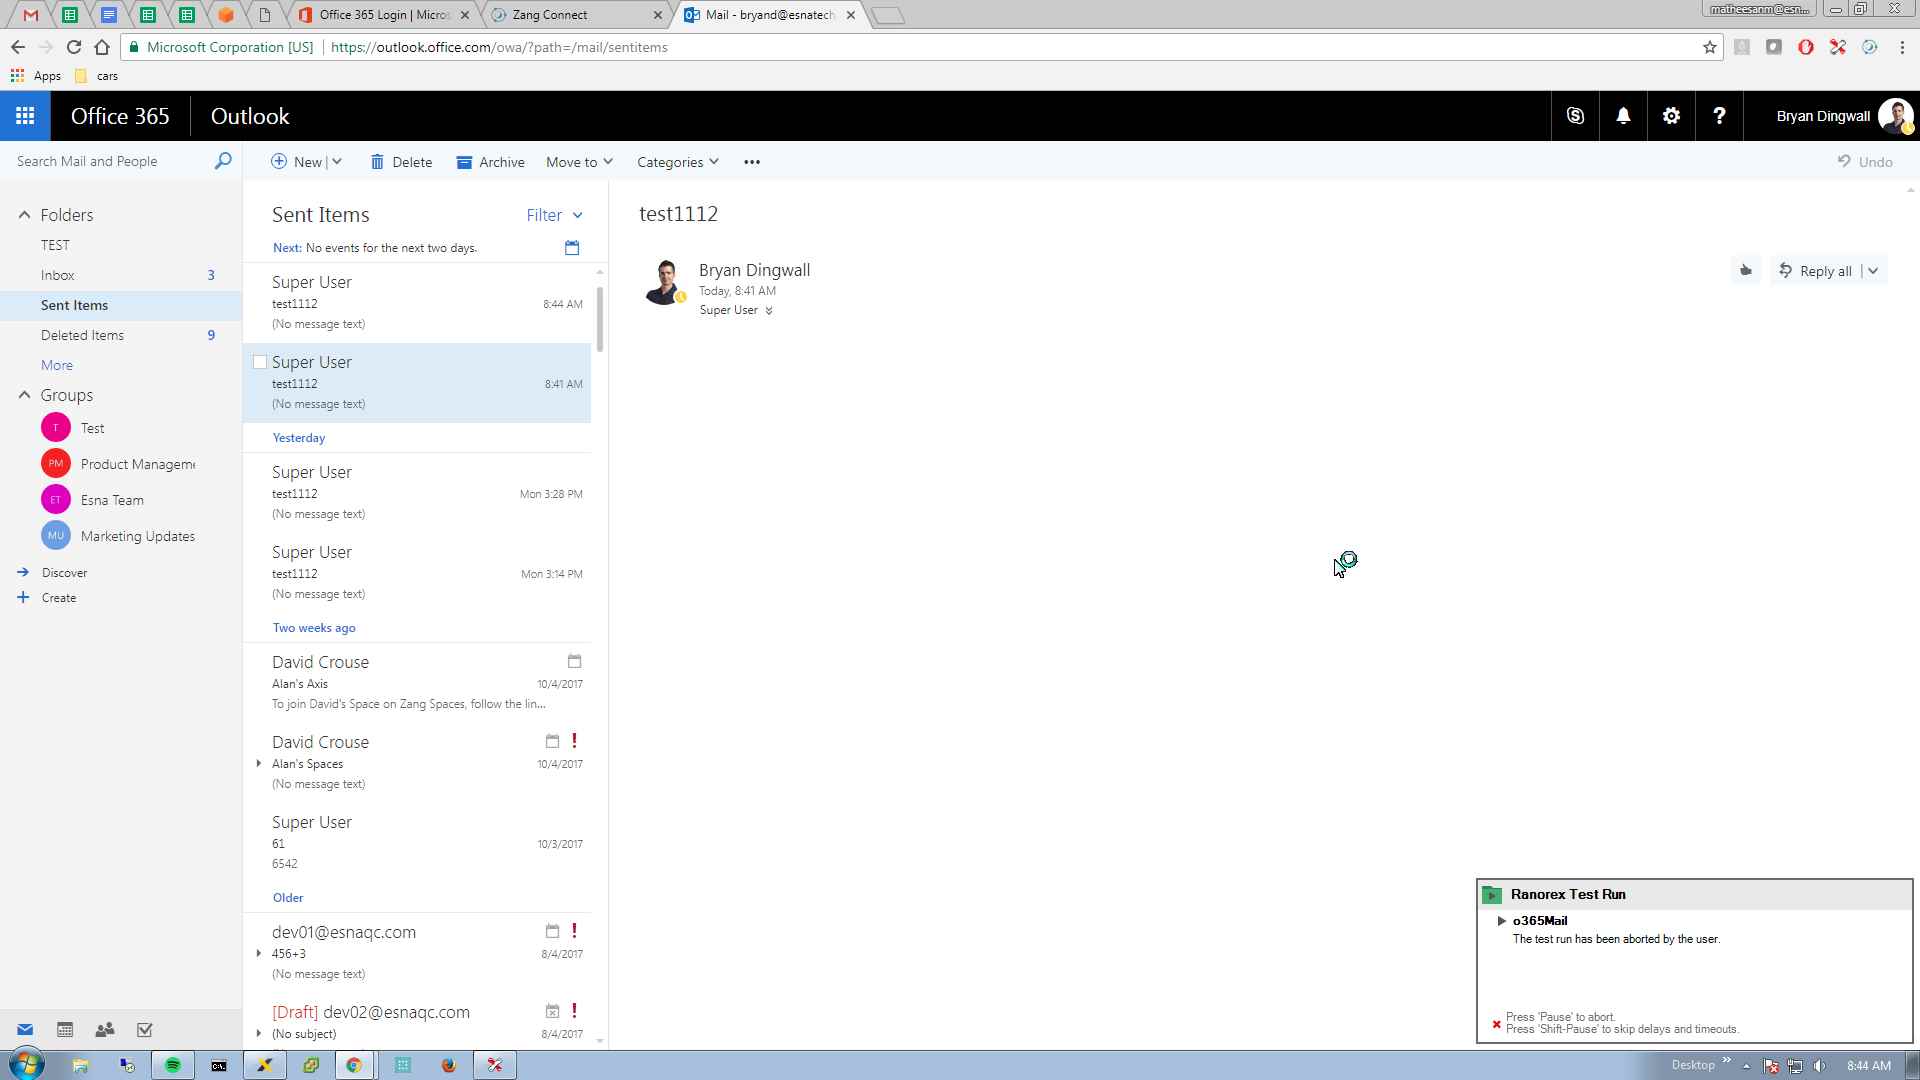 Office 365 Login | Micros
Zang Connect
Mail - bryand@esnatech
matheesanm@esn...
Microsoft Corporation [US]
https://outlook.office.com/owa/?path=/mail/sentitems
Apps
cars
Office 365
Outlook
Bryan Dingwall
Search Mail and People
New
Delete
Archive
Move to
Categories
Undo
Folders
TEST
Inbox 3
Sent Items
Deleted Items 9
More
Groups
T Test
PM Product Manageme
ET Esna Team
MU Marketing Updates
Discover
Create
Sent Items
Filter
Next: No events for the next two days.
Super User
test1112 8:44 AM
(No message text)
Super User
test1112 8:41 AM
(No message text)
Yesterday
Super User
test1112 Mon 3:28 PM
(No message text)
Super User
test1112 Mon 3:14 PM
(No message text)
Two weeks ago
David Crouse
Alan's Axis 10/4/2017
To join David's Space on Zang Spaces, follow the lin...
David Crouse
Alan's Spaces 10/4/2017
(No message text)
Super User
61 10/3/2017
6542
Older
dev01@esnaqc.com
456+3 8/4/2017
(No message text)
[Draft] dev02@esnaqc.com
(No subject) 8/4/2017
test1112
Bryan Dingwall
Today, 8:41 AM
Super User
Reply all
Ranorex Test Run
o365Mail
The test run has been aborted by the user.
Press 'Pause' to abort.
Press 'Shift-Pause' to skip delays and timeouts.
Desktop
8:44 AM